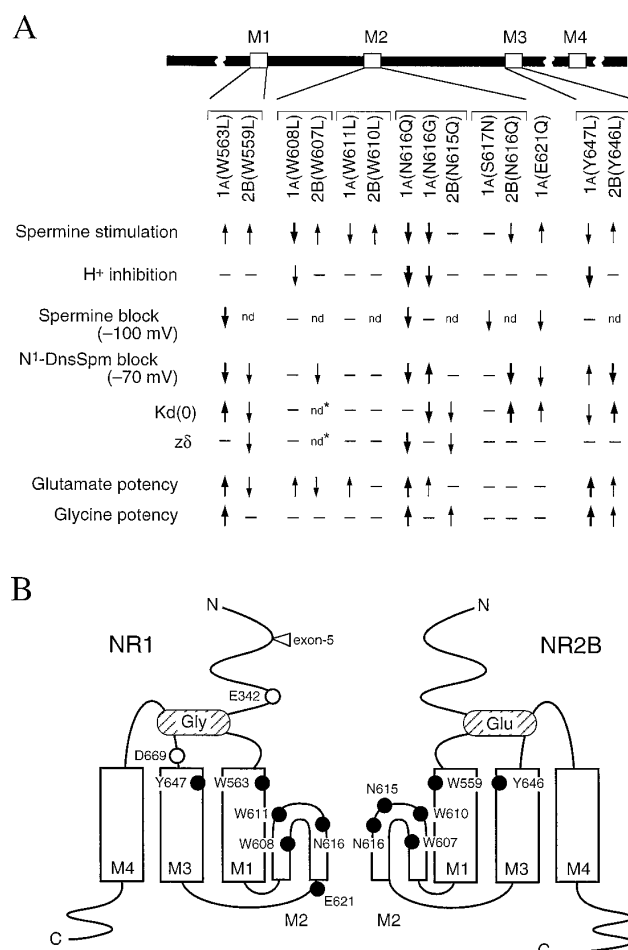 A
M1 M2 M3 M4
1A(W563L) 2B(W559L) 1A(W608L) 2B(W607L) 1A(W611L) 2B(W610L) 1A(N616Q) 1A(N616G) 2B(N615Q) 1A(S617N) 2B(N616Q) 1A(E621Q) 1A(Y647L) 2B(Y646L)
Spermine stimulation ↑ ↑ ↓ ↑ ↓ ↑ ↓ ↓ – – ↓ ↑ ↓ ↑
H+ inhibition – – ↓ – – – ↓ ↓ – – – – ↓ –
Spermine block (–100 mV) ↓ nd – nd – nd ↓ – nd ↓ nd ↓ – nd
N1-DnsSpm block (–70 mV) ↓ ↓ – ↓ – – ↓ ↑ – – ↓ ↓ ↑ ↓
Kd(0) ↑ ↓ – nd* – – – ↓ ↓ – ↑ ↑ ↓ ↑
zδ – ↓ – nd* – – ↓ – ↓ – – – – –
Glutamate potency ↑ ↓ ↑ ↓ ↑ – ↑ ↑ – – – – ↑ ↑
Glycine potency ↑ – – – – – ↑ – ↑ – – – ↑ ↑
B
NR1
N
exon-5
E342
Gly
D669
Y647
W563
W611
W608
N616
E621
M4
M3
M1
M2
C
N
NR2B
Glu
N615
W559
Y646
W610
N616
W607
M1
M3
M4
M2
C